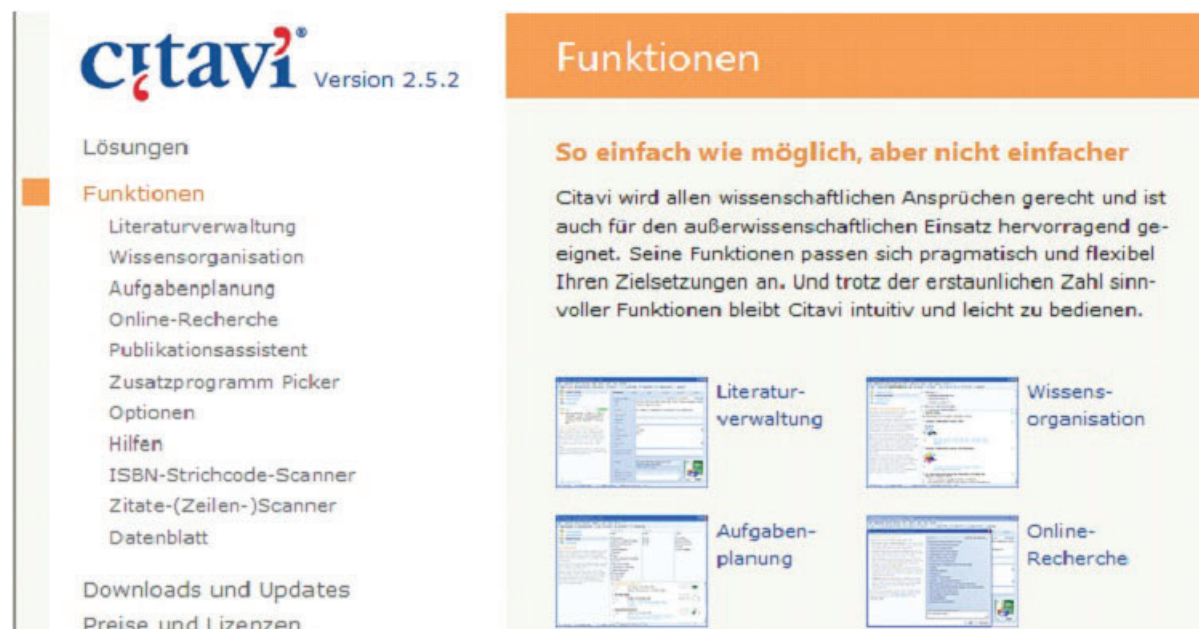 citavi®
Version 2.5.2
Lösungen
Funktionen
Literaturverwaltung
Wissensorganisation
Aufgabenplanung
Online-Recherche
Publikationsassistent
Zusatzprogramm Picker
Optionen
Hilfen
ISBN-Strichcode-Scanner
Zitate-(Zeilen-)Scanner
Datenblatt
Downloads und Updates
Preise und Lizenzen
Funktionen
So einfach wie möglich, aber nicht einfacher
Citavi wird allen wissenschaftlichen Ansprüchen gerecht und ist
auch für den außerwissenschaftlichen Einsatz hervorragend ge-
eignet. Seine Funktionen passen sich pragmatisch und flexibel
Ihren Zielsetzungen an. Und trotz der erstaunlichen Zahl sinn-
voller Funktionen bleibt Citavi intuitiv und leicht zu bedienen.
Literatur-
verwaltung
Wissens-
organisation
Aufgaben-
planung
Online-
Recherche